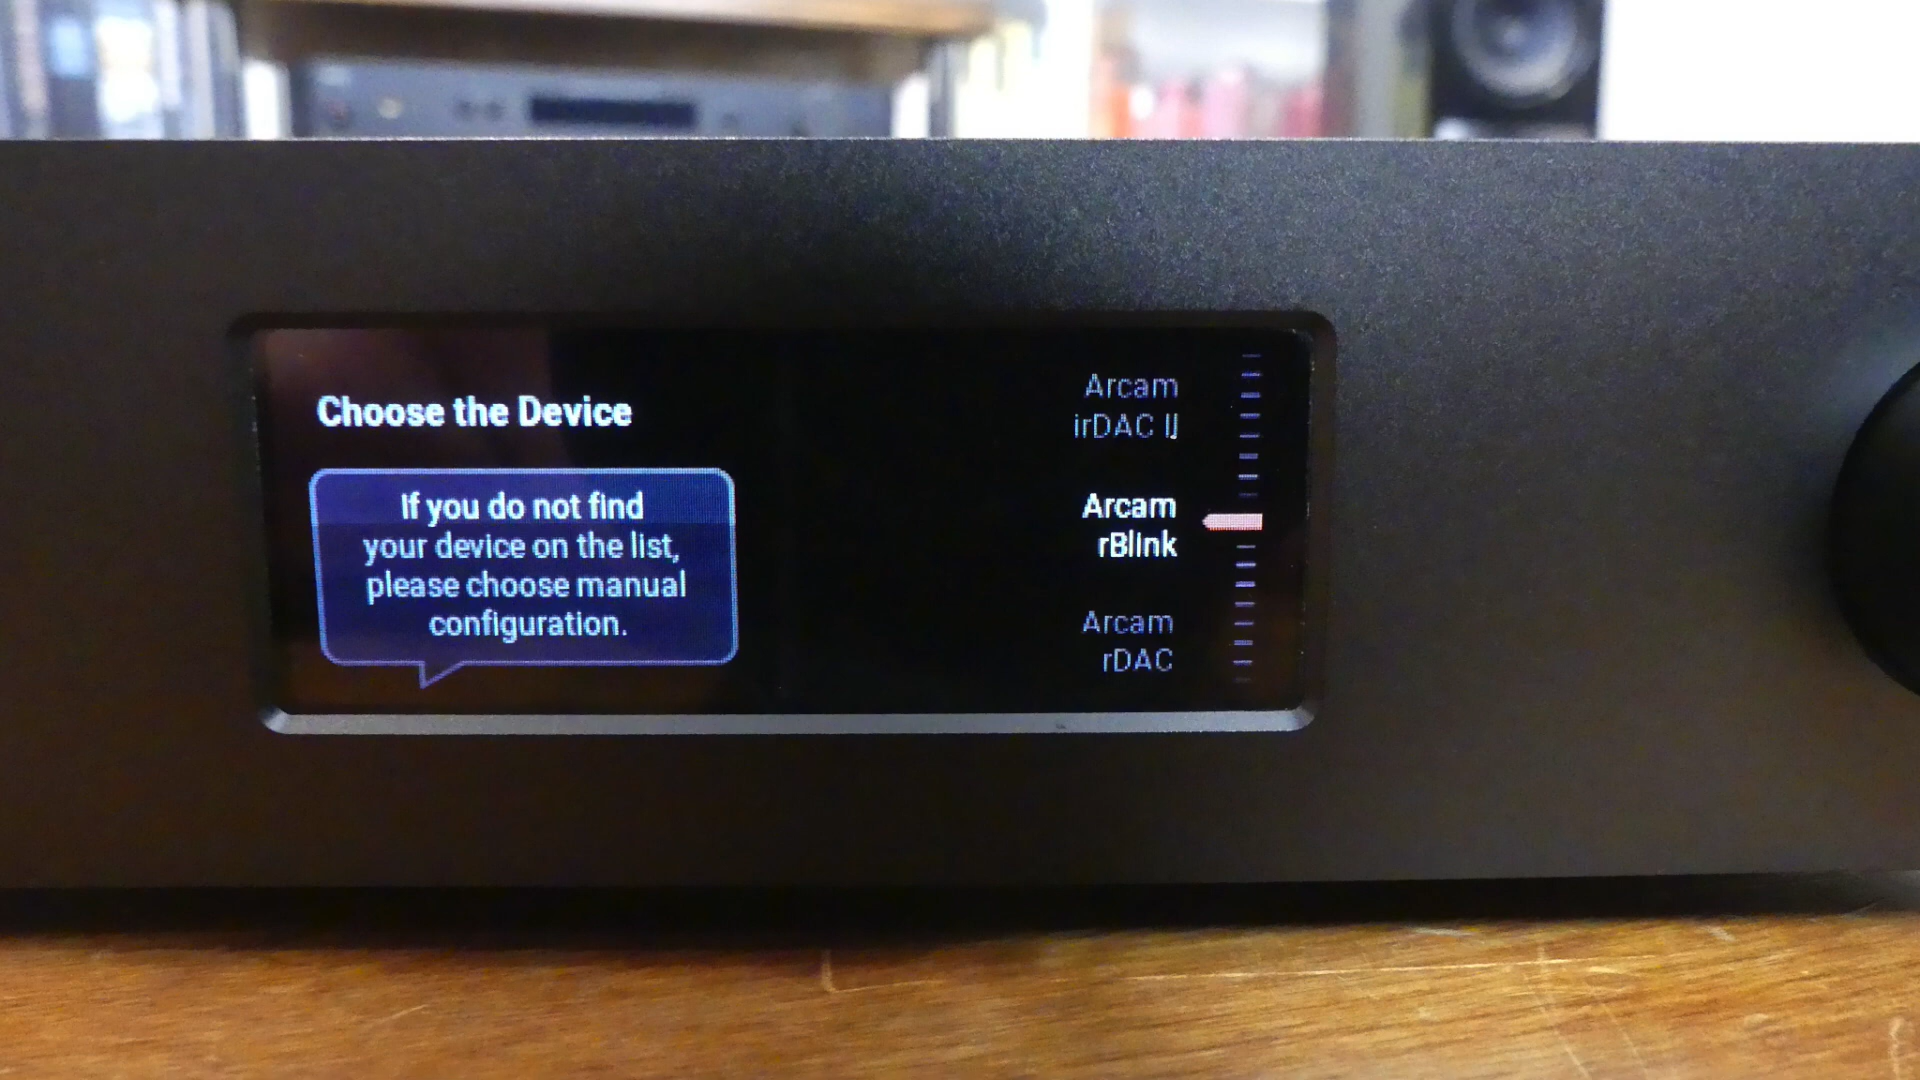 Choose the Device
If you do not find
your device on the list,
please choose manual
configuration.
Arcam
irDAC II
Arcam
rBlink
Arcam
rDAC